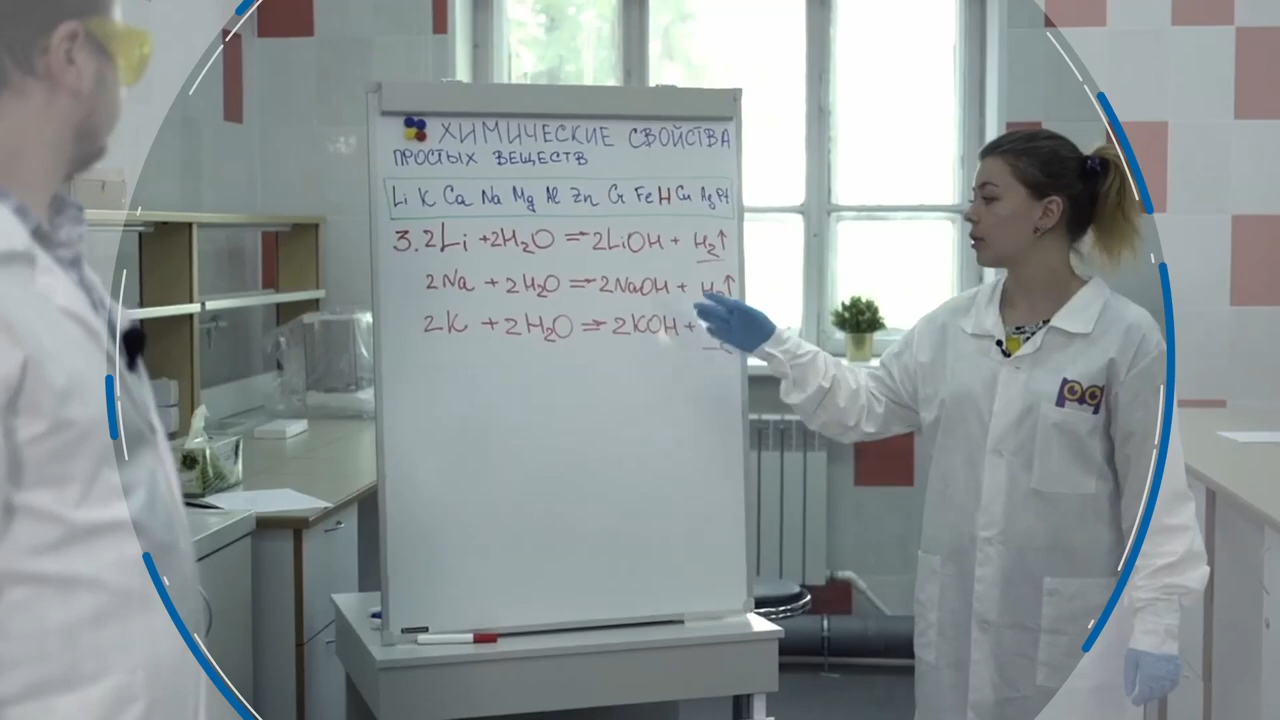 ХИМИЧЕСКИЕ СВОЙСТВА
ПРОСТЫХ ВЕЩЕСТВ
Li K Ca Na Mg Al Zn Cr Fe H Cu Ag Pt
3. 2Li + 2H₂O = 2LiOH + H₂↑
2Na + 2H₂O = 2NaOH + H₂↑
2K + 2H₂O = 2KOH +